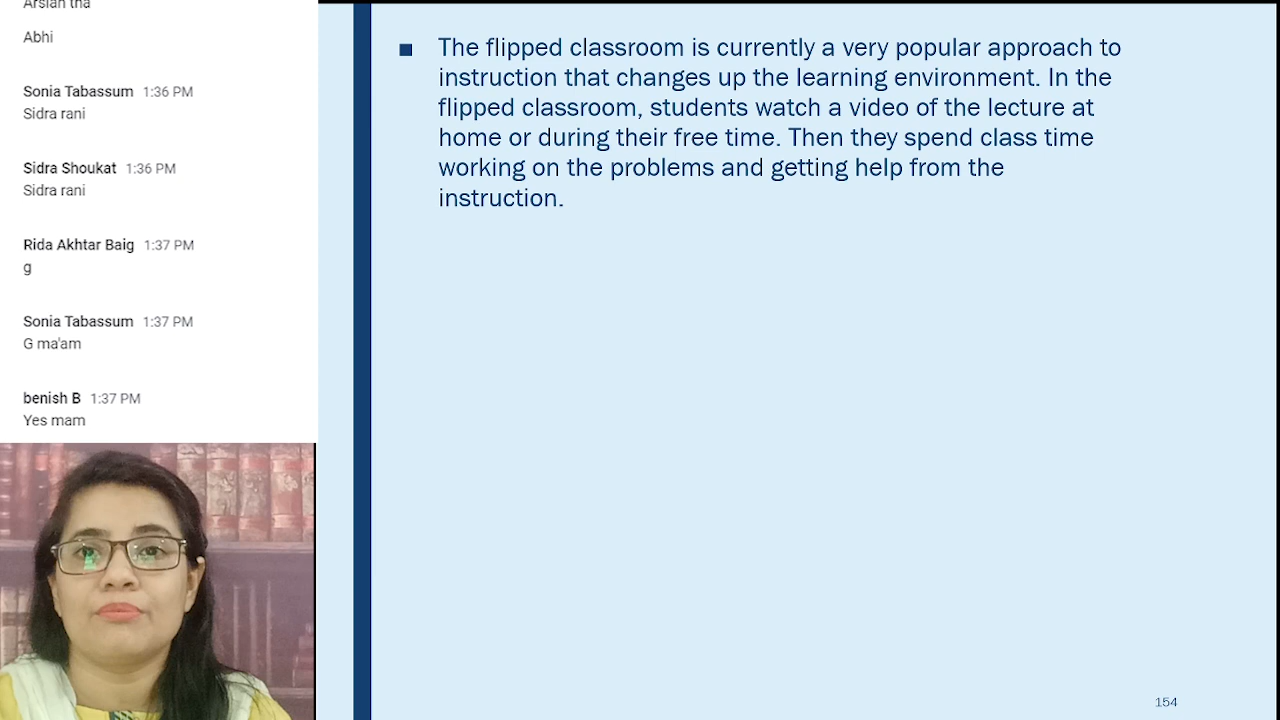 Arslan tha
Abhi
Sonia Tabassum 1:36 PM
Sidra rani
Sidra Shoukat 1:36 PM
Sidra rani
Rida Akhtar Baig 1:37 PM
g
Sonia Tabassum 1:37 PM
G ma'am
benish B 1:37 PM
Yes mam
The flipped classroom is currently a very popular approach to
instruction that changes up the learning environment. In the
flipped classroom, students watch a video of the lecture at
home or during their free time. Then they spend class time
working on the problems and getting help from the
instruction.
154